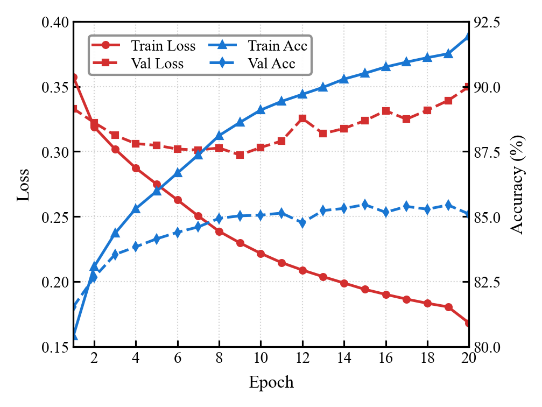 0.40
0.35
0.30
0.25
0.20
0.15
Loss
Train Loss
Val Loss
Train Acc
Val Acc
92.5
90.0
87.5
85.0
82.5
80.0
Accuracy (%)
2 4 6 8 10 12 14 16 18 20
Epoch